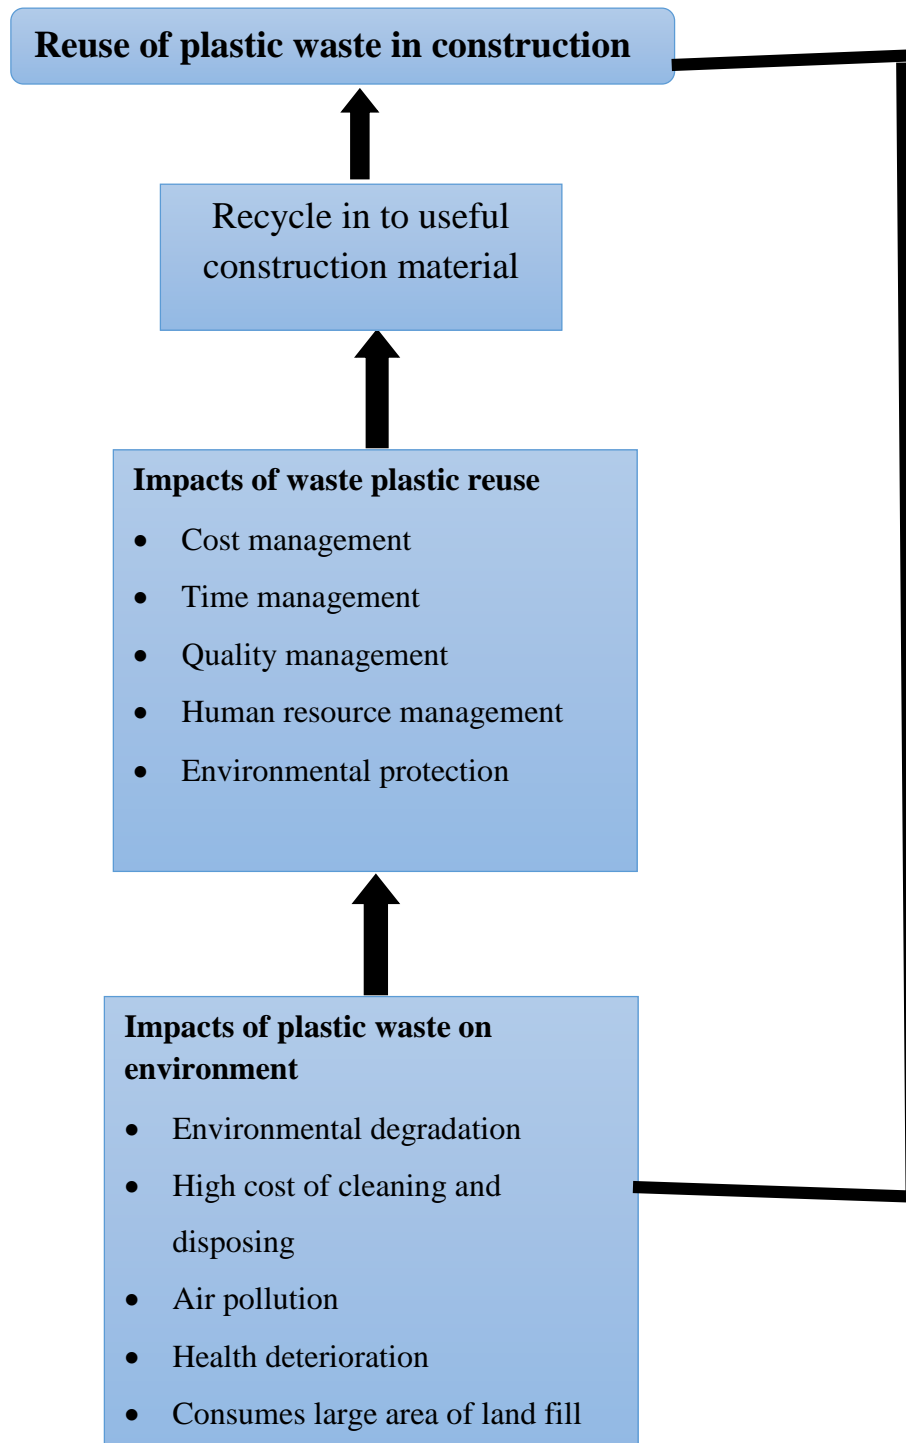 Reuse of plastic waste in construction
Recycle in to useful
construction material
Impacts of waste plastic reuse
• Cost management
• Time management
• Quality management
• Human resource management
• Environmental protection
Impacts of plastic waste on
environment
• Environmental degradation
• High cost of cleaning and
disposing
• Air pollution
• Health deterioration
• Consumes large area of land fill